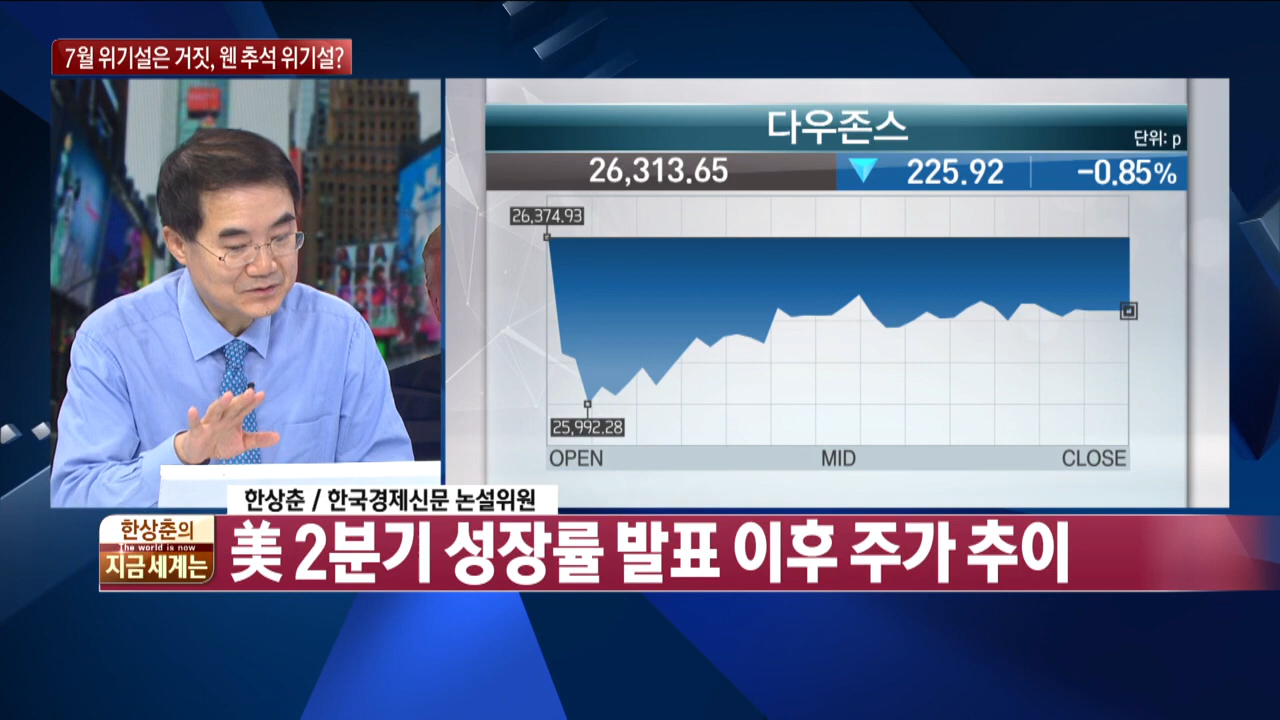 7월 위기설은 거짓, 웬 추석 위기설?
다우존스
단위: p
26,313.65 ▼ 225.92 -0.85%
26,374.93
25,992.28
OPEN MID CLOSE
한상춘 / 한국경제신문 논설위원
한상춘의
The world is now
지금 세계는
美 2분기 성장률 발표 이후 주가 추이